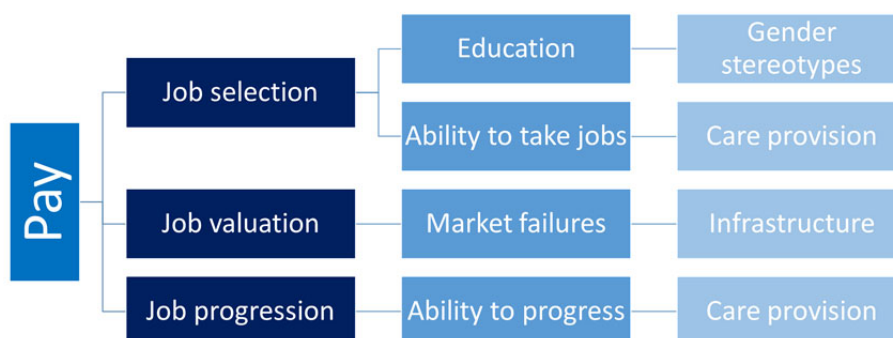 Pay
Job selection
Education
Gender
stereotypes
Ability to take jobs
Care provision
Job valuation
Market failures
Infrastructure
Job progression
Ability to progress
Care provision